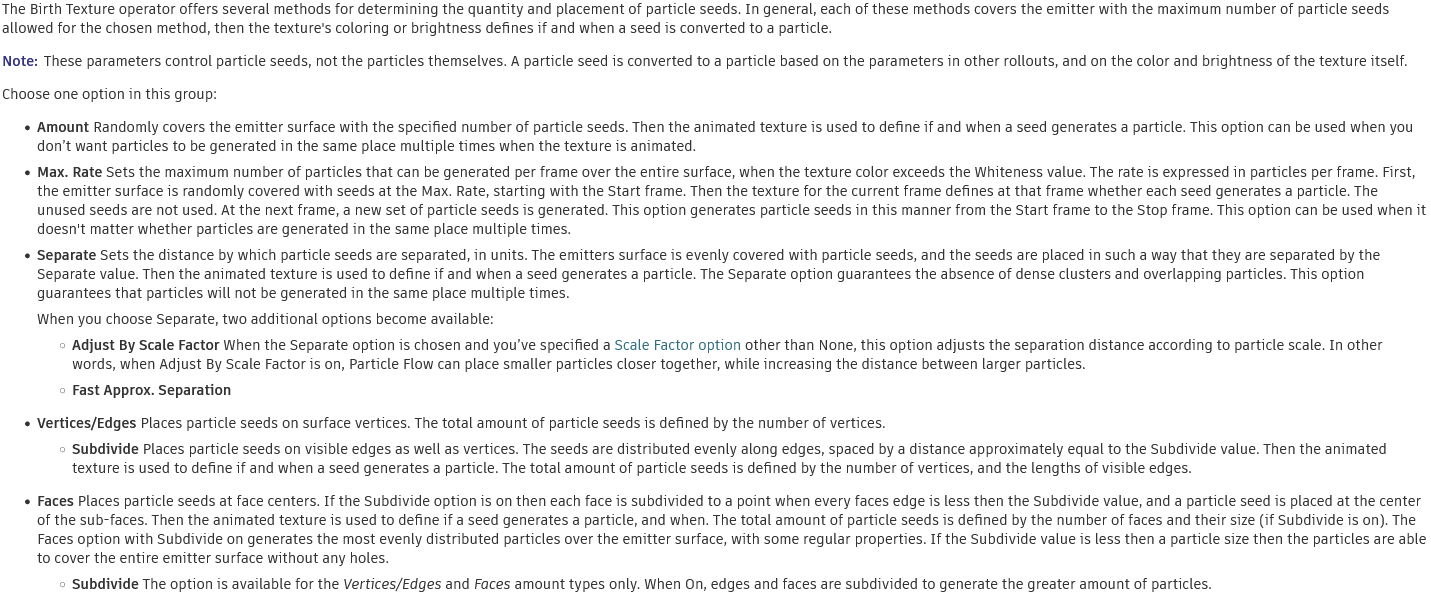 The Birth Texture operator offers several methods for determining the quantity and placement of particle seeds. In general, each of these methods covers the emitter with the maximum number of particle seeds
allowed for the chosen method, then the texture's coloring or brightness defines if and when a seed is converted to a particle.
Note: These parameters control particle seeds, not the particles themselves. A particle seed is converted to a particle based on the parameters in other rollouts, and on the color and brightness of the texture itself.
Choose one option in this group:
• Amount Randomly covers the emitter surface with the specified number of particle seeds. Then the animated texture is used to define if and when a seed generates a particle. This option can be used when you
don’t want particles to be generated in the same place multiple times when the texture is animated.
• Max. Rate Sets the maximum number of particles that can be generated per frame over the entire surface, when the texture color exceeds the Whiteness value. The rate is expressed in particles per frame. First,
the emitter surface is randomly covered with seeds at the Max. Rate, starting with the Start frame. Then the texture for the current frame defines at that frame whether each seed generates a particle. The
unused seeds are not used. At the next frame, a new set of particle seeds is generated. This option generates particle seeds in this manner from the Start frame to the Stop frame. This option can be used when it
doesn't matter whether particles are generated in the same place multiple times.
• Separate Sets the distance by which particle seeds are separated, in units. The emitters surface is evenly covered with particle seeds, and the seeds are placed in such a way that they are separated by the
Separate value. Then the animated texture is used to define if and when a seed generates a particle. The Separate option guarantees the absence of dense clusters and overlapping particles. This option
guarantees that particles will not be generated in the same place multiple times.
When you choose Separate, two additional options become available:
◦ Adjust By Scale Factor When the Separate option is chosen and you’ve specified a Scale Factor option other than None, this option adjusts the separation distance according to particle scale. In other
words, when Adjust By Scale Factor is on, Particle Flow can place smaller particles closer together, while increasing the distance between larger particles.
◦ Fast Approx. Separation
• Vertices/Edges Places particle seeds on surface vertices. The total amount of particle seeds is defined by the number of vertices.
◦ Subdivide Places particle seeds on visible edges as well as vertices. The seeds are distributed evenly along edges, spaced by a distance approximately equal to the Subdivide value. Then the animated
texture is used to define if and when a seed generates a particle. The total amount of particle seeds is defined by the number of vertices, and the lengths of visible edges.
• Faces Places particle seeds at face centers. If the Subdivide option is on then each face is subdivided to a point when every faces edge is less then the Subdivide value, and a particle seed is placed at the center
of the sub-faces. Then the animated texture is used to define if a seed generates a particle, and when. The total amount of particle seeds is defined by the number of faces and their size (if Subdivide is on). The
Faces option with Subdivide on generates the most evenly distributed particles over the emitter surface, with some regular properties. If the Subdivide value is less then a particle size then the particles are able
to cover the entire emitter surface without any holes.
◦ Subdivide The option is available for the Vertices/Edges and Faces amount types only. When On, edges and faces are subdivided to generate the greater amount of particles.